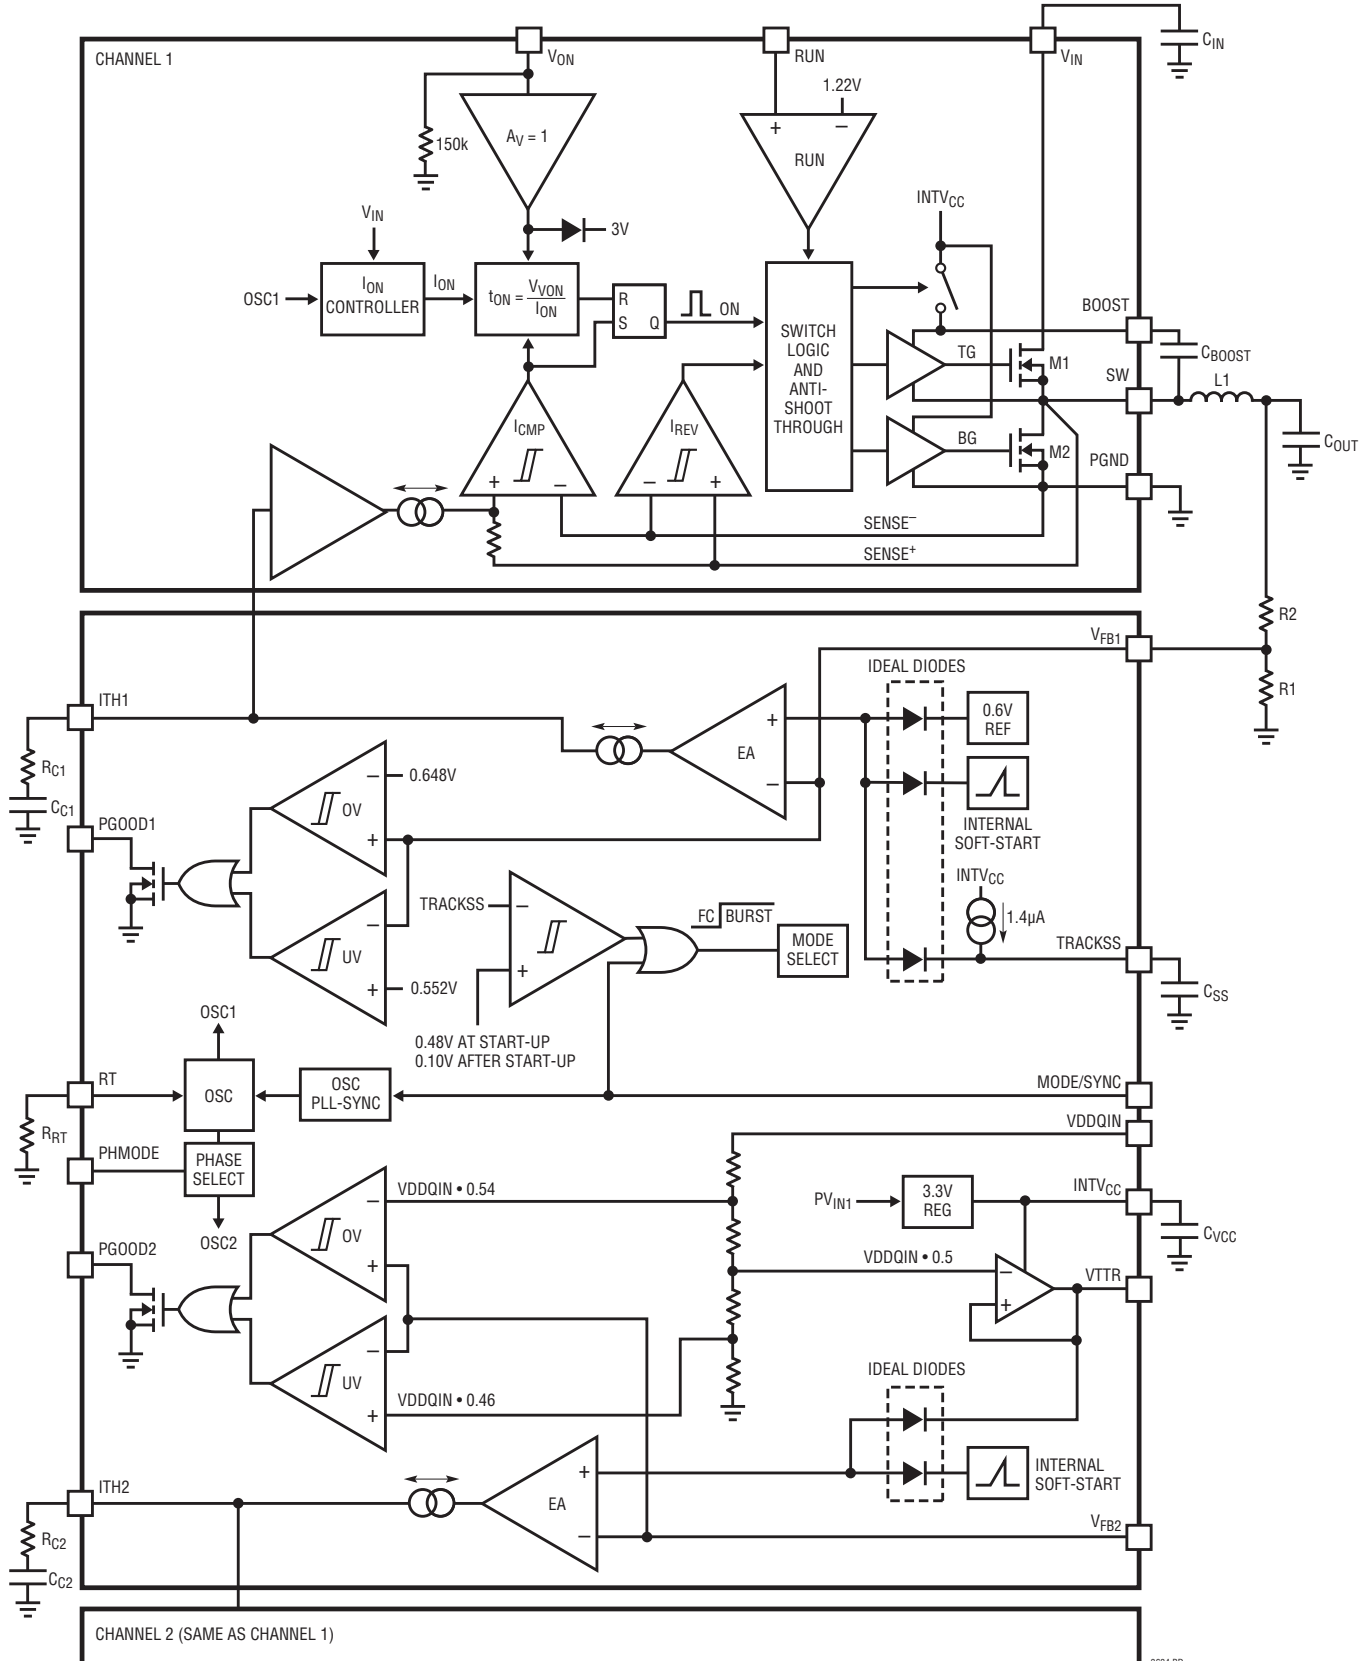 CHANNEL 1
VON
RUN
VIN
CIN
1.22V
150k
AV = 1
+ –
RUN
INTVCC
VIN
3V
OSC1
ION
CONTROLLER
ION
tON = VVON
ION
R
S Q
ON
SWITCH
LOGIC
AND
ANTI-
SHOOT
THROUGH
BOOST
TG
M1
CBOOST
SW
L1
ICMP
+ –
IREV
– +
BG
M2
PGND
COUT
SENSE–
SENSE+
R2
VFB1
R1
IDEAL DIODES
ITH1
+
EA
–
0.6V
REF
RC1
CC1
– 0.648V
OV
+
INTERNAL
SOFT-START
PGOOD1
INTVCC
1.4µA
TRACKSS
–
FC BURST
MODE
SELECT
–
UV
+ 0.552V
+
TRACKSS
CSS
OSC1
0.48V AT START-UP
0.10V AFTER START-UP
RT
OSC
OSC
PLL-SYNC
MODE/SYNC
RRT
VDDQIN
PHMODE
PHASE
SELECT
– VDDQIN • 0.54
OV
+
PVIN1
3.3V
REG
INTVCC
CVCC
OSC2
PGOOD2
VDDQIN • 0.5
–
+
VTTR
–
UV
+ VDDQIN • 0.46
IDEAL DIODES
ITH2
+
EA
–
INTERNAL
SOFT-START
RC2
CC2
VFB2
CHANNEL 2 (SAME AS CHANNEL 1)